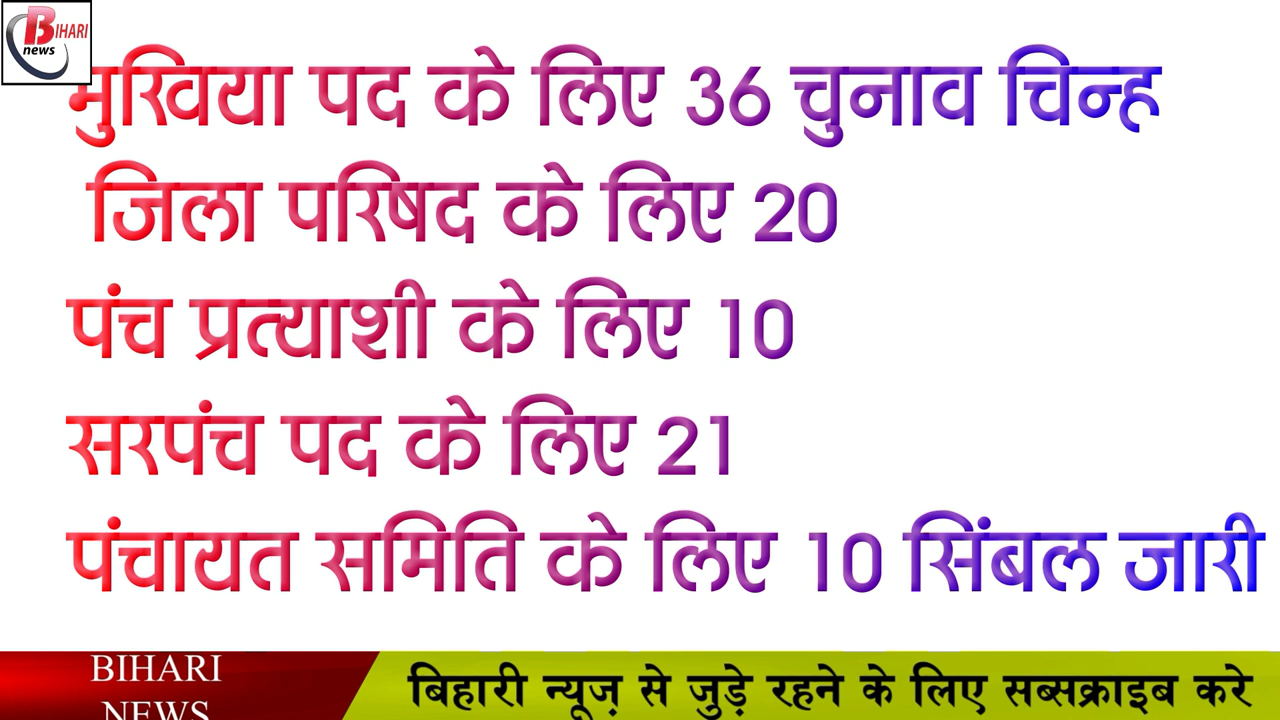 BIHARI
news
मुखिया पद के लिए 36 चुनाव चिन्ह
जिला परिषद के लिए 20
पंच प्रत्याशी के लिए 10
सरपंच पद के लिए 21
पंचायत समिति के लिए 10 सिंबल जारी
BIHARI
NEWS
बिहारी न्यूज़ से जुड़े रहने के लिए सब्सक्राइब करे